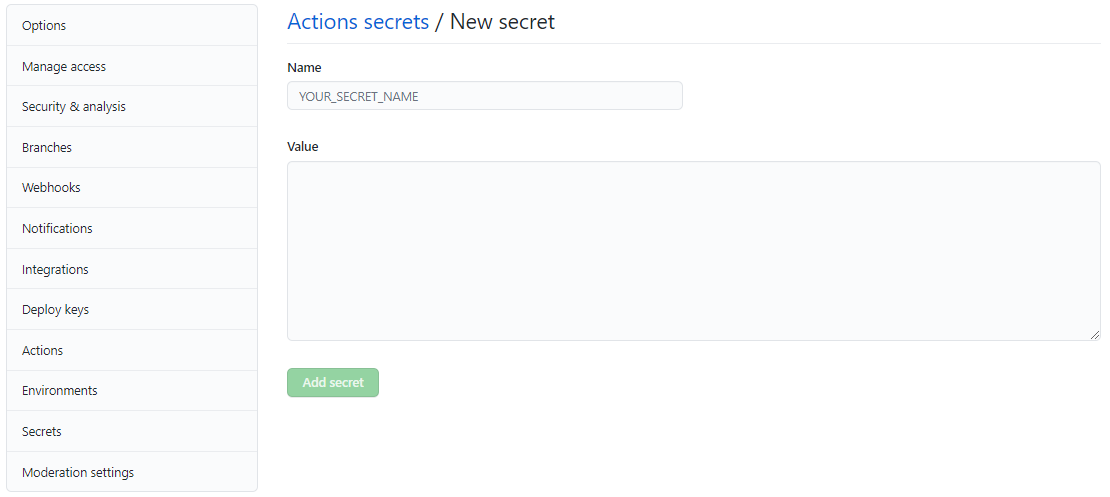 Options
Manage access
Security & analysis
Branches
Webhooks
Notifications
Integrations
Deploy keys
Actions
Environments
Secrets
Moderation settings
Actions secrets / New secret
Name
YOUR_SECRET_NAME
Value
Add secret